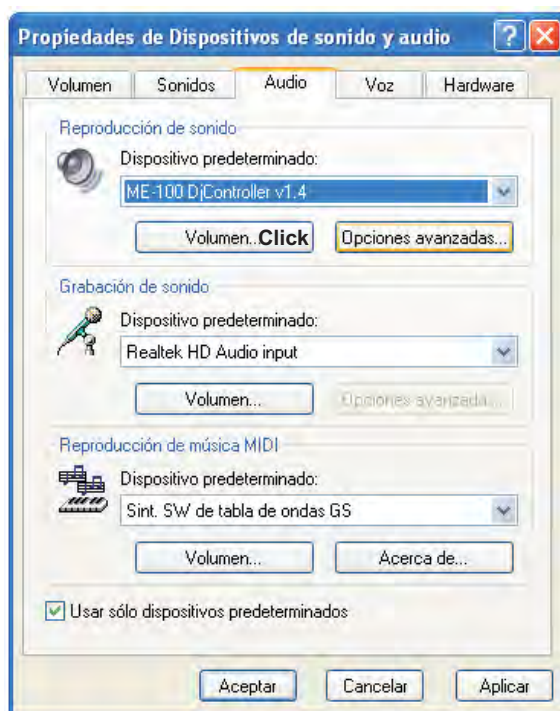 Propiedades de Dispositivos de sonido y audio
Volumen Sonidos Audio Voz Hardware
Reproducción de sonido
Dispositivo predeterminado:
ME-100 DjController v1.4
Volumen... Click Opciones avanzadas...
Grabación de sonido
Dispositivo predeterminado:
Realtek HD Audio input
Volumen... Opciones avanzada...
Reproducción de música MIDI
Dispositivo predeterminado:
Sint. SW de tabla de ondas GS
Volumen... Acerca de...
Usar sólo dispositivos predeterminados
Aceptar Cancelar Aplicar